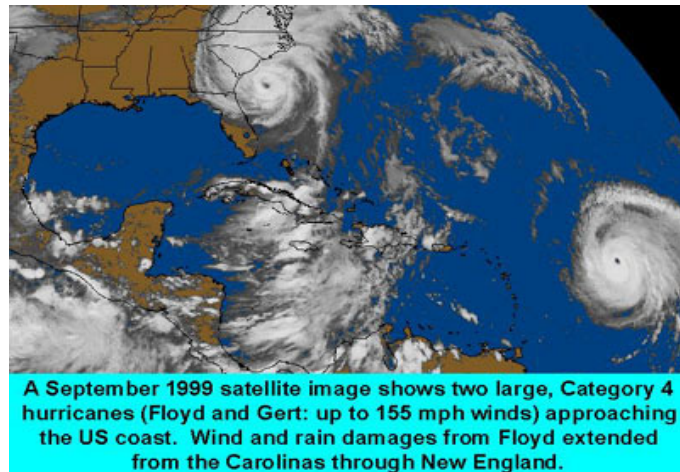 A September 1999 satellite image shows two large, Category 4
hurricanes (Floyd and Gert: up to 155 mph winds) approaching
the US coast.  Wind and rain damages from Floyd extended
from the Carolinas through New England.